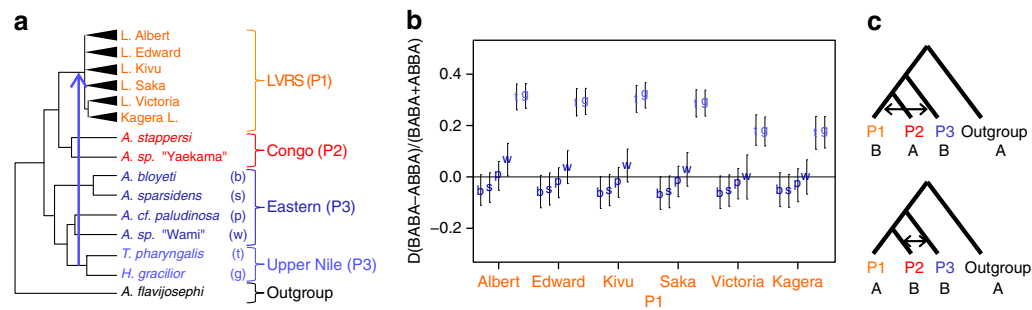 a
L. Albert
L. Edward
L. Kivu
L. Saka
L. Victoria
Kagera L.
LVRS (P1)
A. stappersi
A. sp. "Yaekama"
Congo (P2)
A. bloyeti (b)
A. sparsidens (s)
A. cf. paludinosa (p)
A. sp. "Wami" (w)
Eastern (P3)
T. pharyngalis (t)
H. gracilior (g)
Upper Nile (P3)
A. flavijosephi
Outgroup
b
D(BABA–ABBA)/(BABA+ABBA)
0.4
0.2
0.0
−0.2
t g
t g
t g
t g
t g
t g
b s p w
b s p w
b s p w
b s p w
b s p w
b s p w
Albert Edward Kivu Saka Victoria Kagera
P1
c
P1 P2 P3 Outgroup
B A B A
P1 P2 P3 Outgroup
A B B A